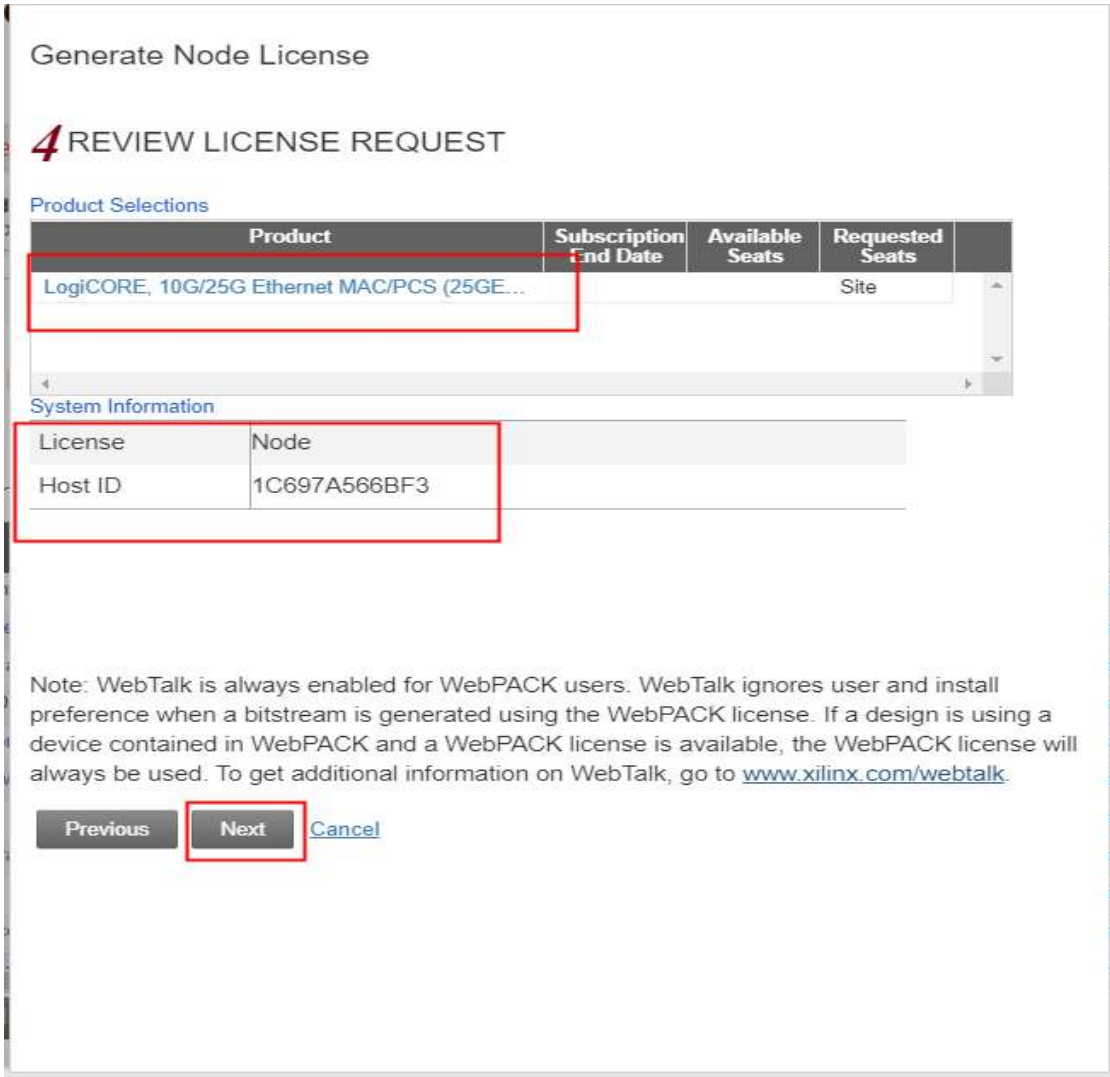 Generate Node License
4 REVIEW LICENSE REQUEST
Product Selections
Product Subscription End Date Available Seats Requested Seats
LogiCORE, 10G/25G Ethernet MAC/PCS (25GE... Site
System Information
License Node
Host ID 1C697A566BF3
Note: WebTalk is always enabled for WebPACK users. WebTalk ignores user and install
preference when a bitstream is generated using the WebPACK license. If a design is using a
device contained in WebPACK and a WebPACK license is available, the WebPACK license will
always be used. To get additional information on WebTalk, go to www.xilinx.com/webtalk.
Previous Next Cancel